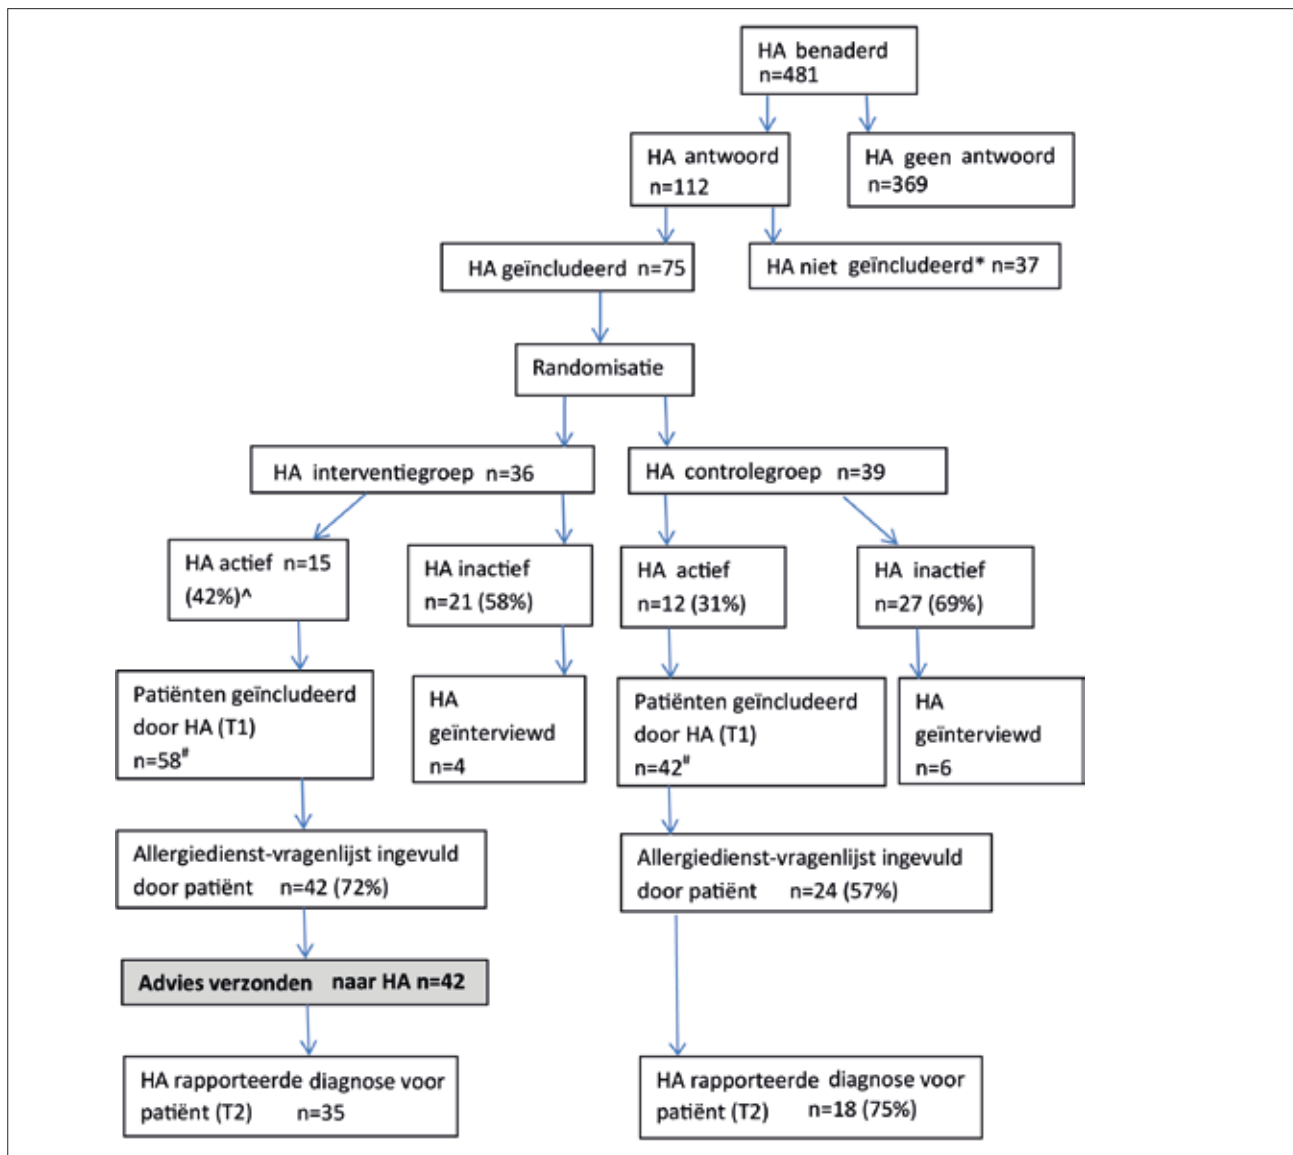 HA benaderd
n=481
HA antwoord
n=112
HA geen antwoord
n=369
HA geïncludeerd n=75
HA niet geïncludeerd* n=37
Randomisatie
HA interventiegroep n=36
HA controlegroep n=39
HA actief n=15
(42%)^
HA inactief
n=21 (58%)
HA actief
n=12 (31%)
HA inactief
n=27 (69%)
Patiënten geïncludeerd
door HA (T1)
n=58#
HA
geïnterviewd
n=4
Patiënten geïncludeerd
door HA (T1)
n=42#
HA
geïnterviewd
n=6
Allergiedienst-vragenlijst ingevuld
door patiënt n=42 (72%)
Allergiedienst-vragenlijst ingevuld
door patiënt n=24 (57%)
Advies verzonden naar HA n=42
HA rapporteerde diagnose voor
patiënt (T2) n=35
HA rapporteerde diagnose voor
patiënt (T2) n=18 (75%)